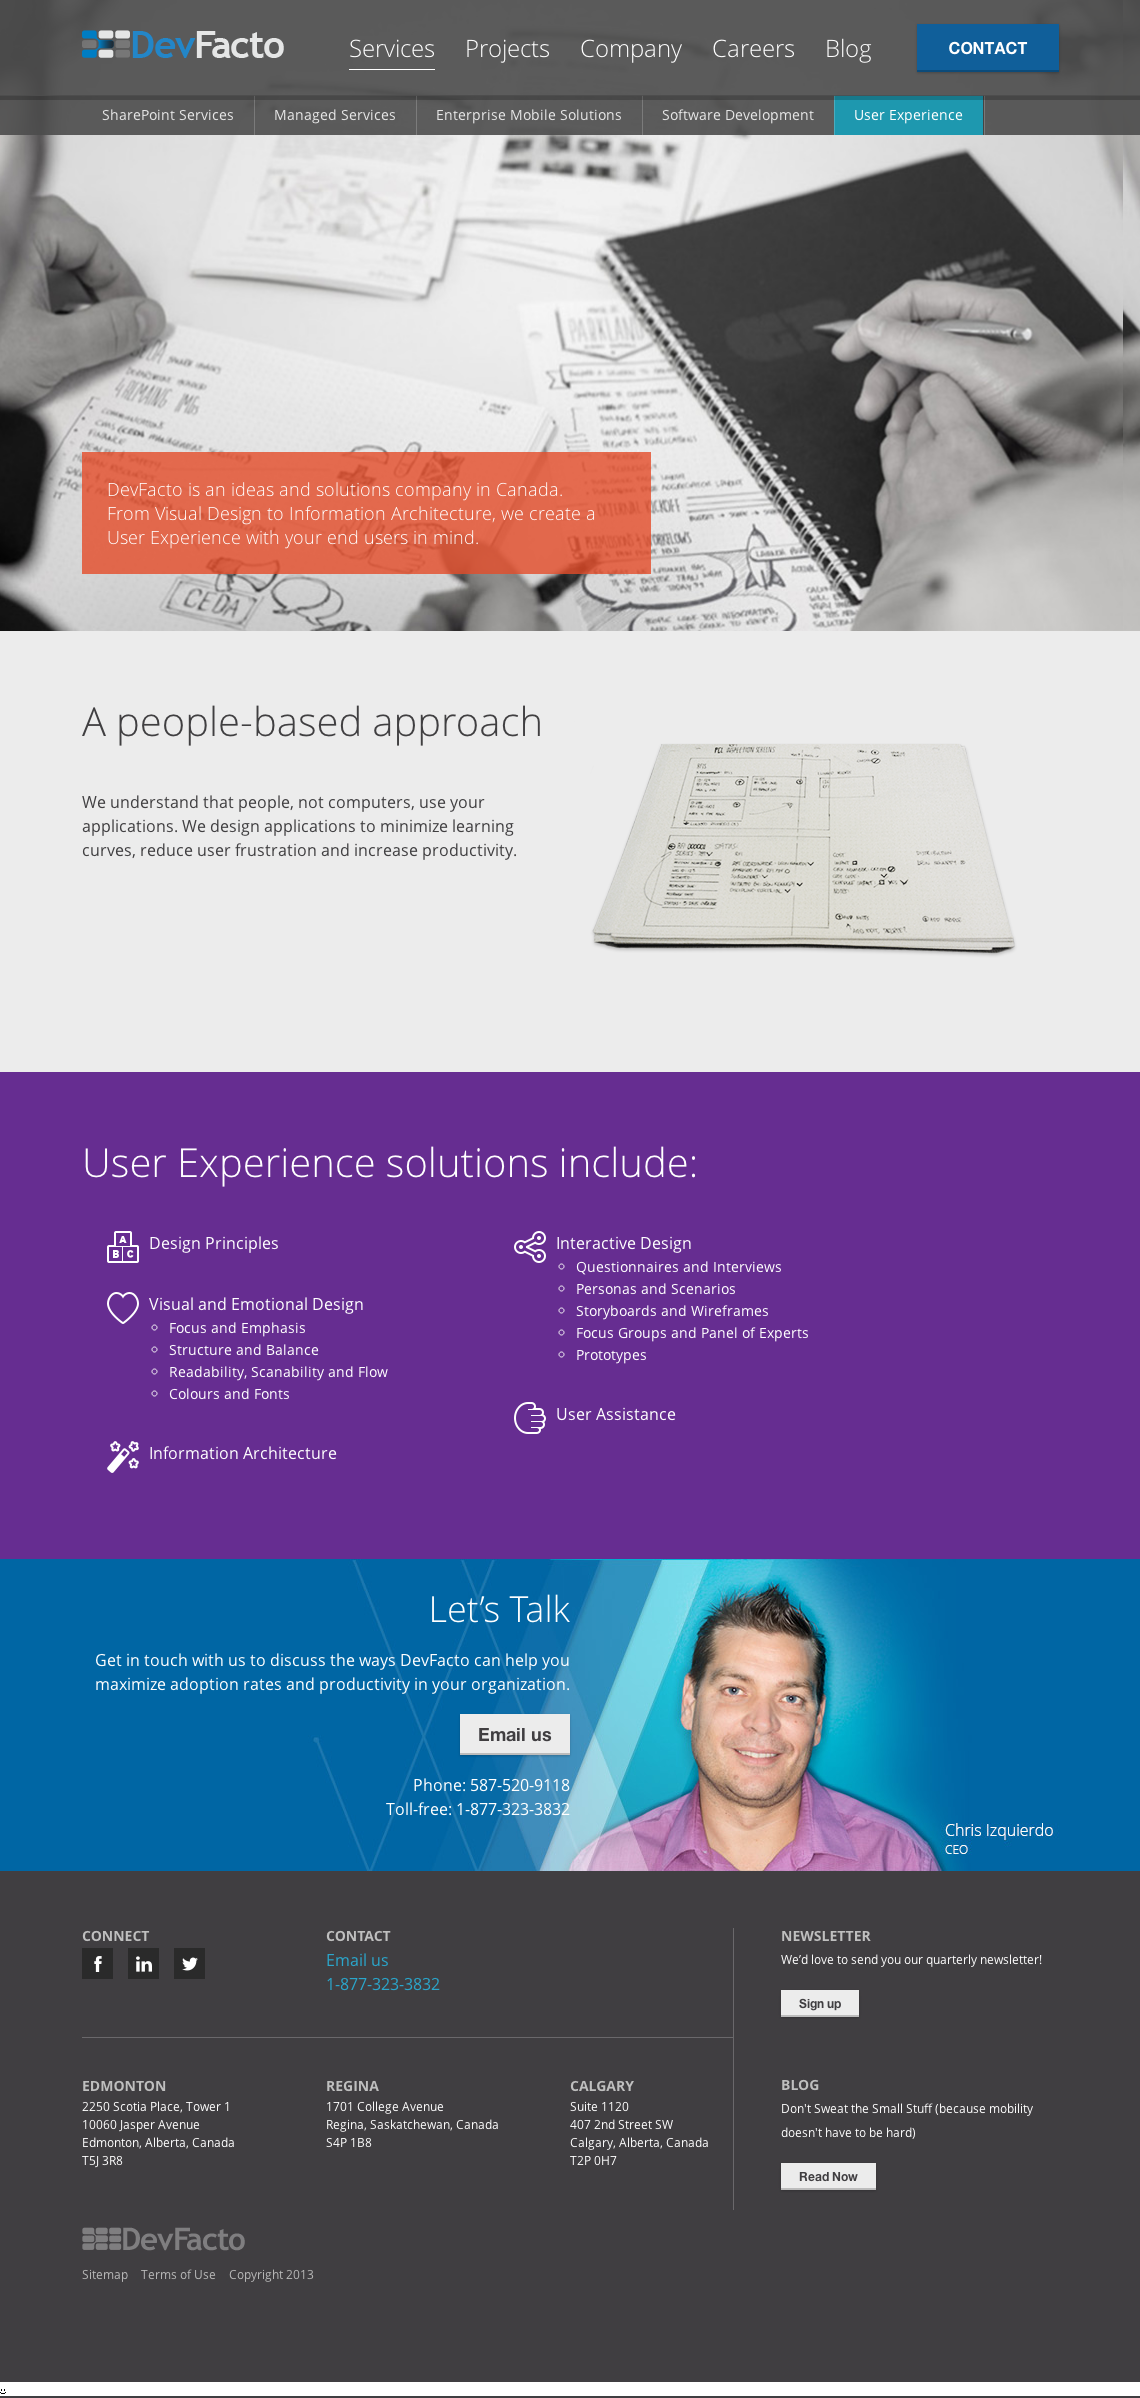 DevFacto
Services Projects Company Careers Blog
CONTACT
SharePoint Services Managed Services Enterprise Mobile Solutions Software Development User Experience
WEB
PARKLAND
4 REMAING IMGs
FINANCE
DevFacto is an ideas and solutions company in Canada.
From Visual Design to Information Architecture, we create a
User Experience with your end users in mind.
CEDA
A people-based approach
We understand that people, not computers, use your
applications. We design applications to minimize learning
curves, reduce user frustration and increase productivity.
User Experience solutions include:
A
B C
Design Principles
Visual and Emotional Design
Focus and Emphasis
Structure and Balance
Readability, Scanability and Flow
Colours and Fonts
Information Architecture
Interactive Design
Questionnaires and Interviews
Personas and Scenarios
Storyboards and Wireframes
Focus Groups and Panel of Experts
Prototypes
User Assistance
Let's Talk
Get in touch with us to discuss the ways DevFacto can help you
maximize adoption rates and productivity in your organization.
Email us
Phone: 587-520-9118
Toll-free: 1-877-323-3832
Chris Izquierdo
CEO
CONNECT
f in
CONTACT
Email us
1-877-323-3832
NEWSLETTER
We'd love to send you our quarterly newsletter!
Sign up
EDMONTON
2250 Scotia Place, Tower 1
10060 Jasper Avenue
Edmonton, Alberta, Canada
T5J 3R8
REGINA
1701 College Avenue
Regina, Saskatchewan, Canada
S4P 1B8
CALGARY
Suite 1120
407 2nd Street SW
Calgary, Alberta, Canada
T2P 0H7
BLOG
Don't Sweat the Small Stuff (because mobility
doesn't have to be hard)
Read Now
DevFacto
Sitemap Terms of Use Copyright 2013